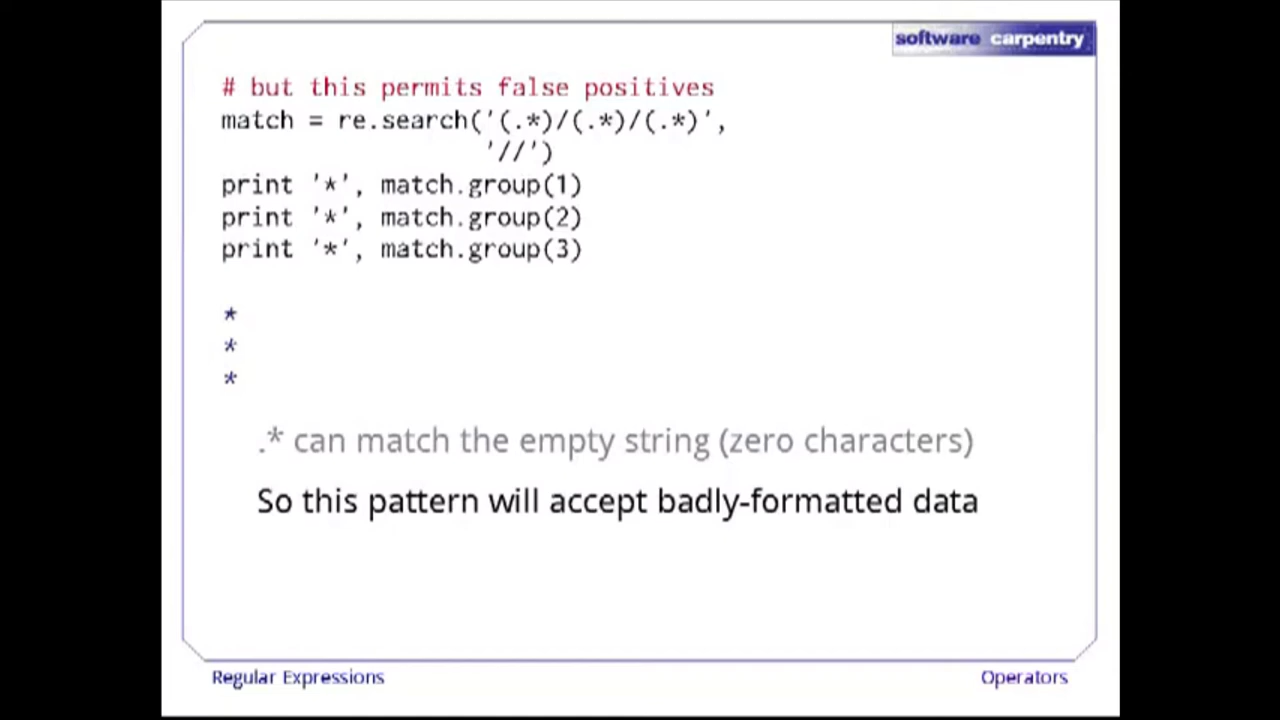 software carpentry
# but this permits false positives
match = re.search('(.*)/(.*)/(.*)',
'//')
print '*', match.group(1)
print '*', match.group(2)
print '*', match.group(3)
*
*
*
.* can match the empty string (zero characters)
So this pattern will accept badly-formatted data
Regular Expressions
Operators